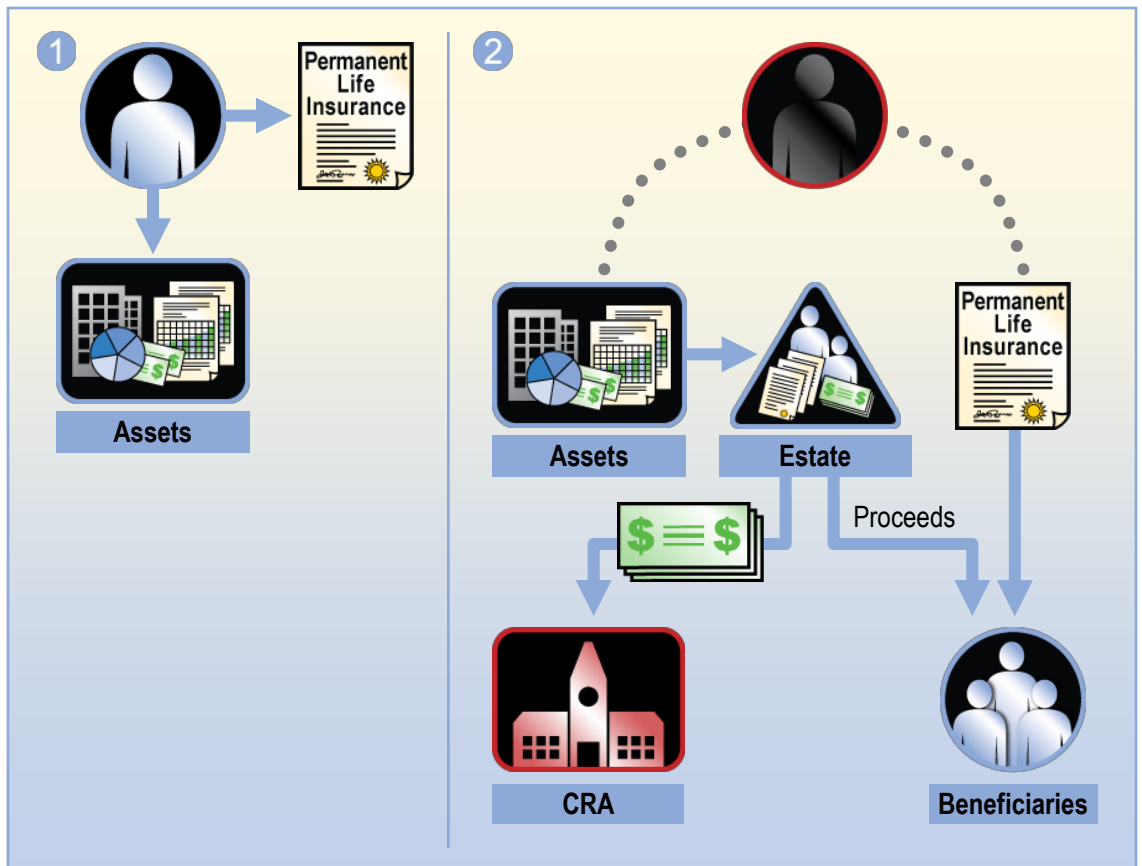 1
Permanent
Life
Insurance
Assets
2
Permanent
Life
Insurance
Assets
Estate
$ $
Proceeds
CRA
Beneficiaries